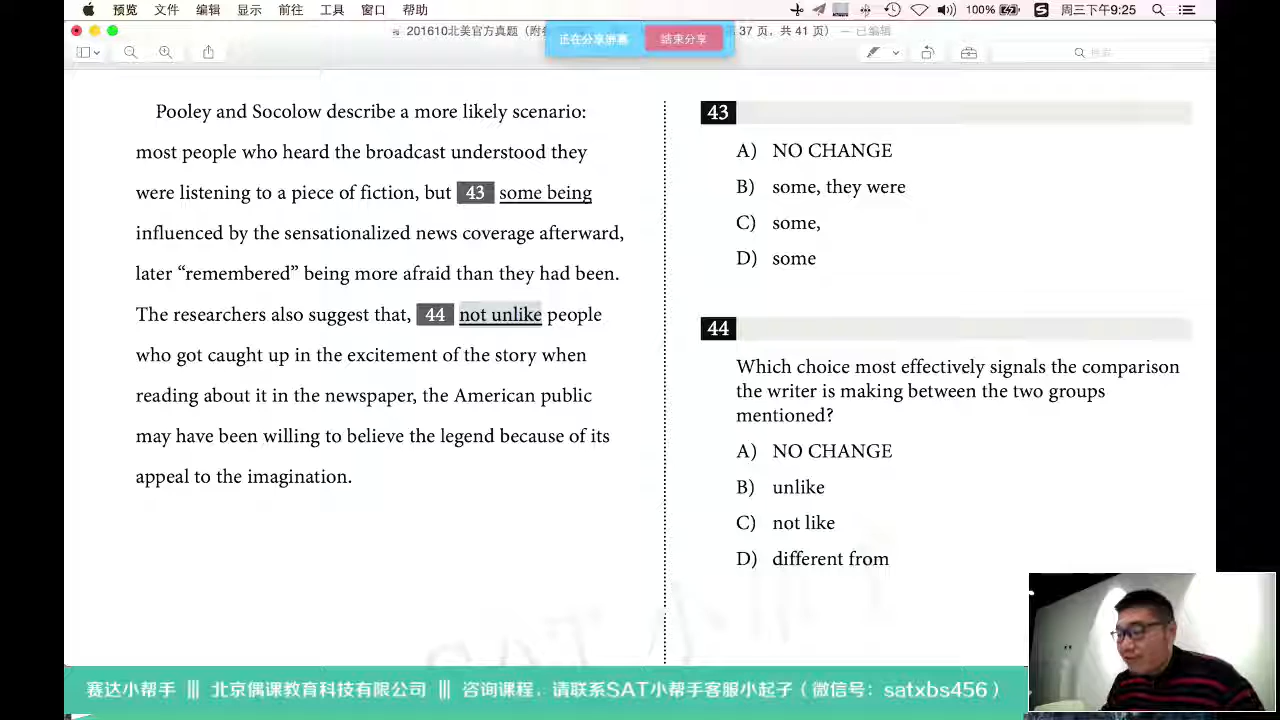 预览 文件 编辑 显示 前往 工具 窗口 帮助 100% 周三下午9:25
201610北美官方真题（附答 37 页，共 41 页） — 已编辑
正在分享屏幕 结束分享
搜索
Pooley and Socolow describe a more likely scenario:
most people who heard the broadcast understood they
were listening to a piece of fiction, but 43 some being
influenced by the sensationalized news coverage afterward,
later “remembered” being more afraid than they had been.
The researchers also suggest that, 44 not unlike people
who got caught up in the excitement of the story when
reading about it in the newspaper, the American public
may have been willing to believe the legend because of its
appeal to the imagination.
43
A) NO CHANGE
B) some, they were
C) some,
D) some
44
Which choice most effectively signals the comparison
the writer is making between the two groups
mentioned?
A) NO CHANGE
B) unlike
C) not like
D) different from
赛达小帮手 ||| 北京偶课教育科技有限公司 ||| 咨询课程，请联系SAT小帮手客服小起子（微信号：satxbs456）